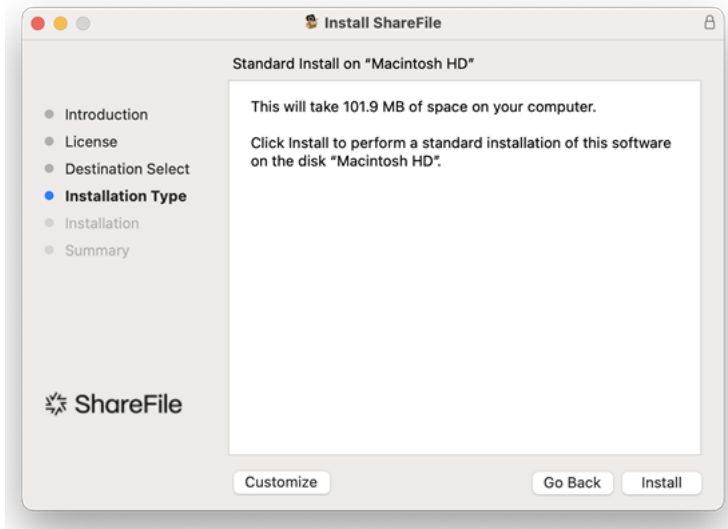 Install ShareFile
Standard Install on “Macintosh HD”
Introduction
License
Destination Select
Installation Type
Installation
Summary
This will take 101.9 MB of space on your computer.
Click Install to perform a standard installation of this software
on the disk “Macintosh HD”.
ShareFile
Customize
Go Back
Install